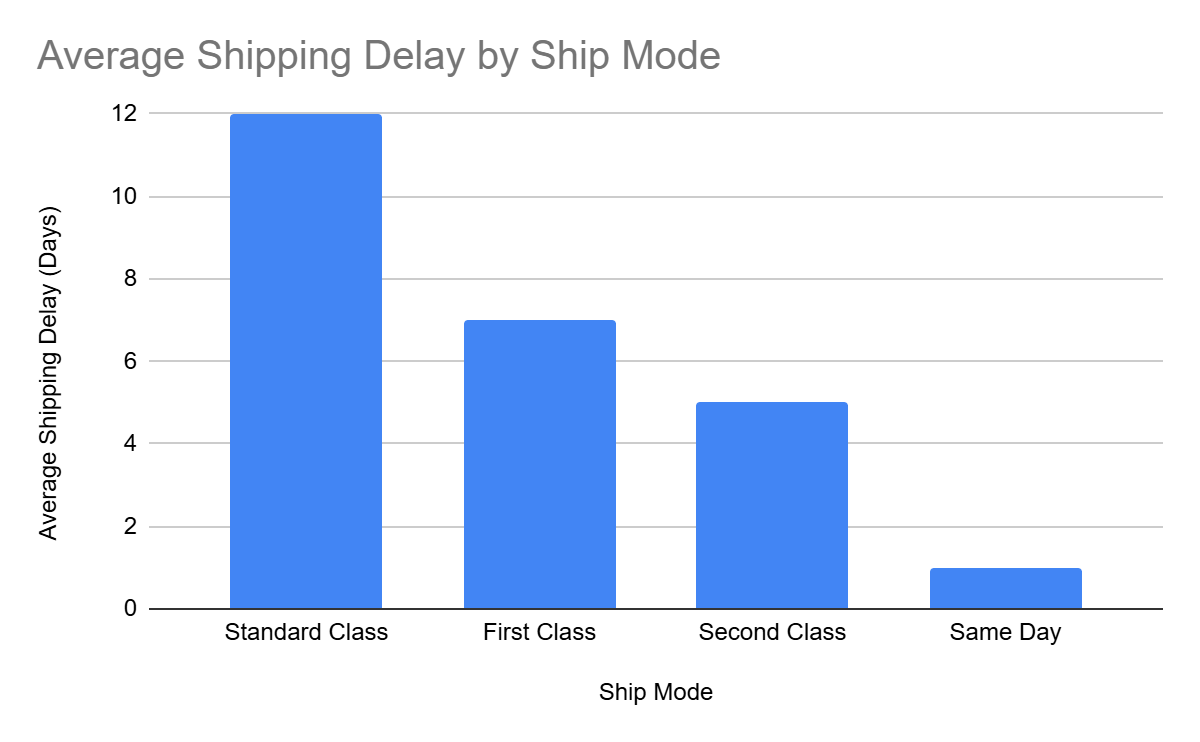 Average Shipping Delay by Ship Mode
Average Shipping Delay (Days)
12
10
8
6
4
2
0
Standard Class
First Class
Second Class
Same Day
Ship Mode